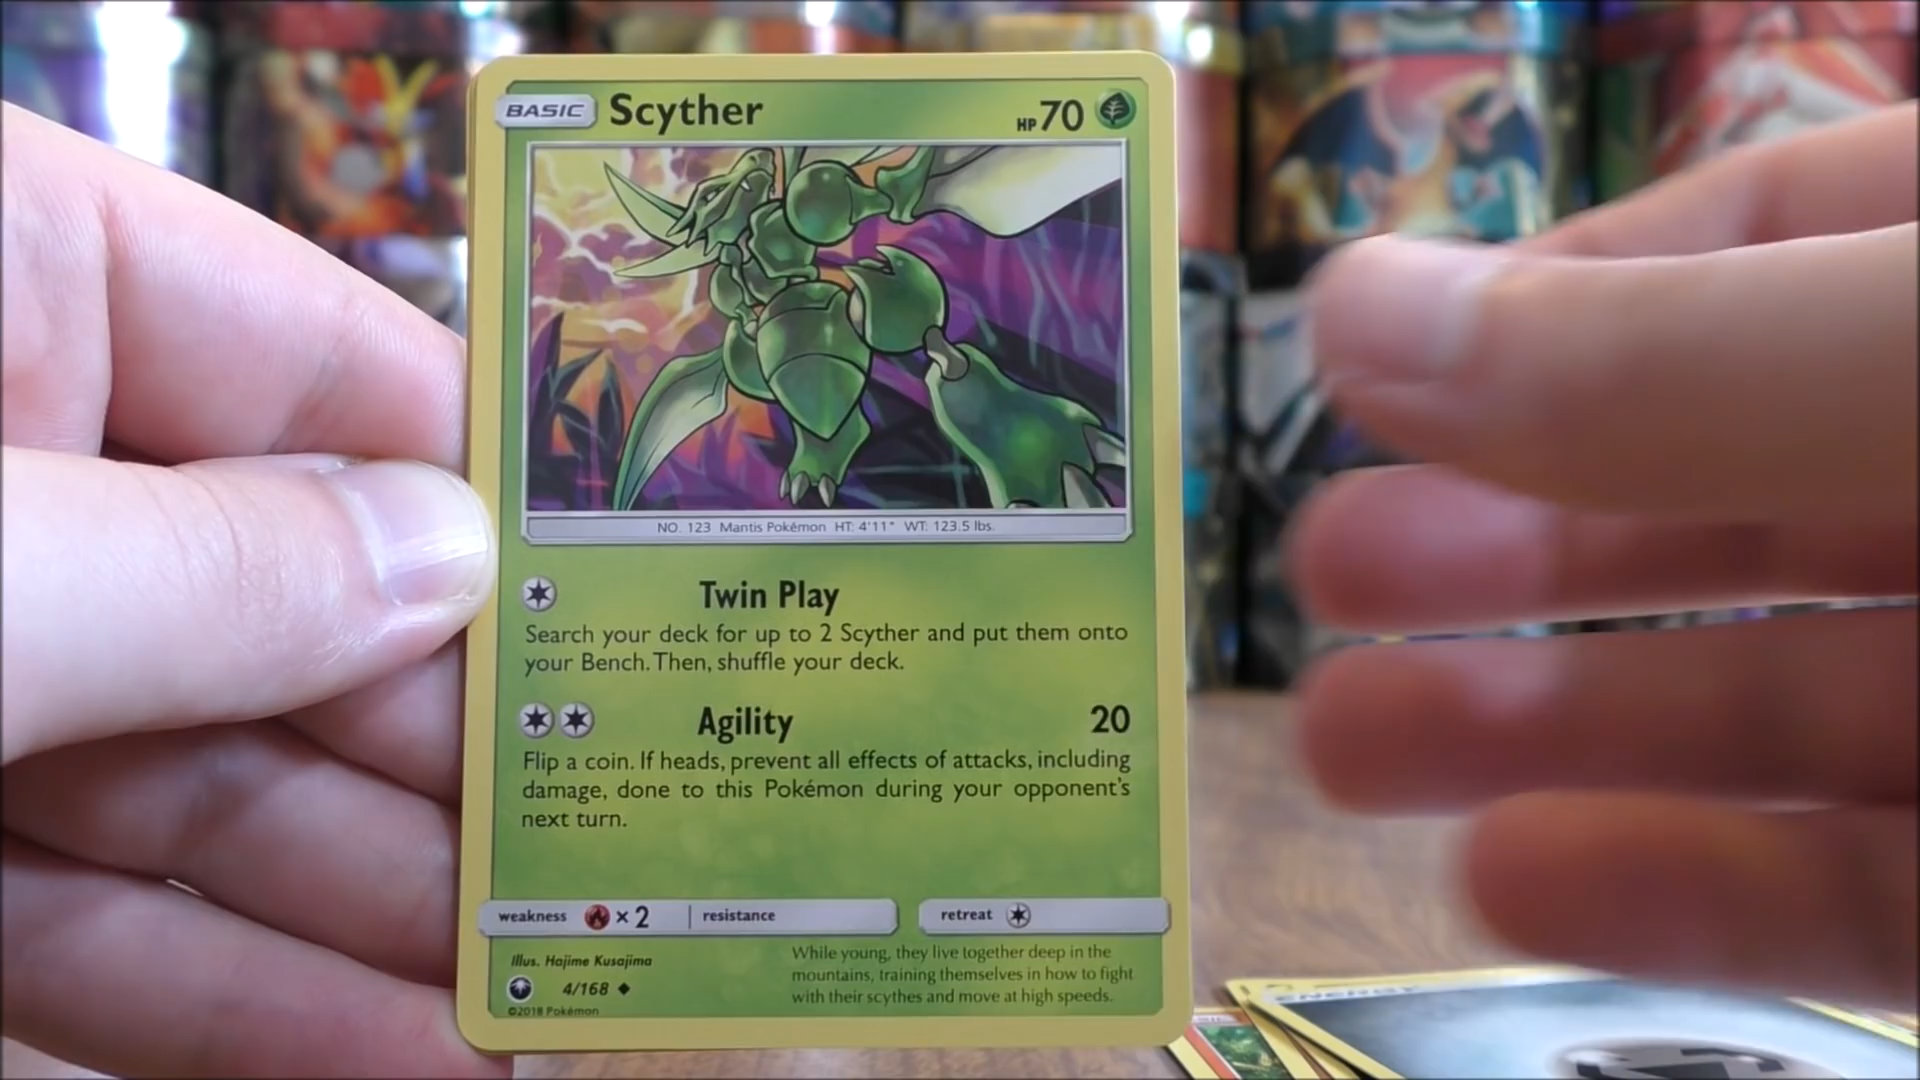 BASIC Scyther HP 70
NO. 123 Mantis Pokémon HT: 4'11" WT: 123.5 lbs.
Twin Play
Search your deck for up to 2 Scyther and put them onto
your Bench. Then, shuffle your deck.
Agility 20
Flip a coin. If heads, prevent all effects of attacks, including
damage, done to this Pokémon during your opponent's
next turn.
weakness ×2 resistance retreat
Illus. Hajime Kusajima
4/168
©2018 Pokémon
While young, they live together deep in the
mountains, training themselves in how to fight
with their scythes and move at high speeds.
ENERGY